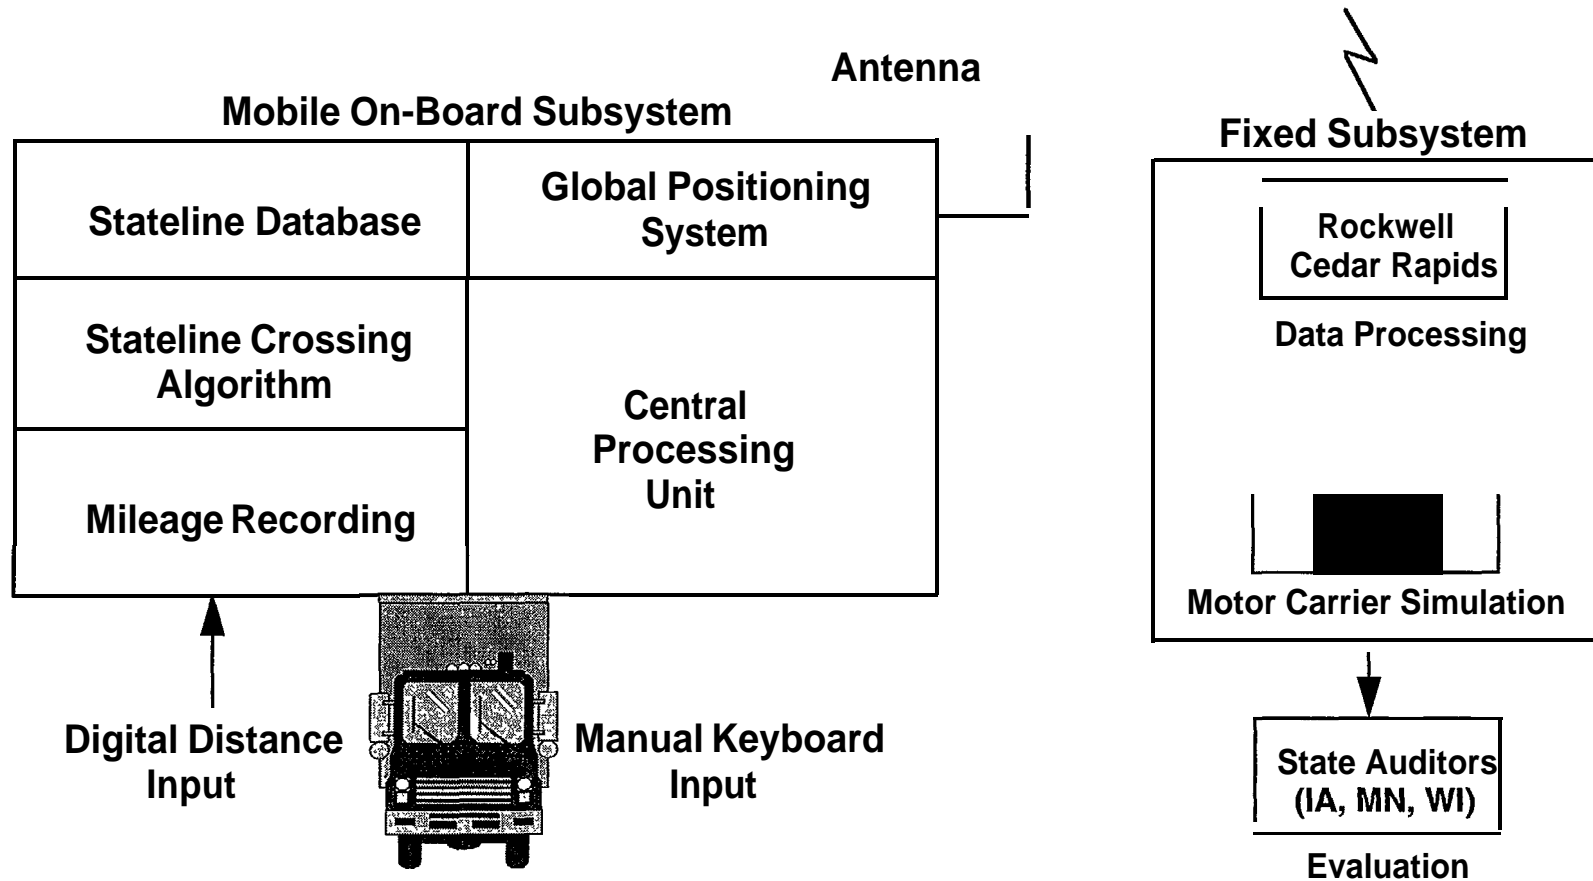 Antenna
Mobile On-Board Subsystem
Stateline Database
Global Positioning
System
Stateline Crossing
Algorithm
Central
Processing
Unit
Mileage Recording
Digital Distance
Input
Manual Keyboard
Input
Fixed Subsystem
Rockwell
Cedar Rapids
Data Processing
Motor Carrier Simulation
State Auditors
(IA, MN, WI)
Evaluation